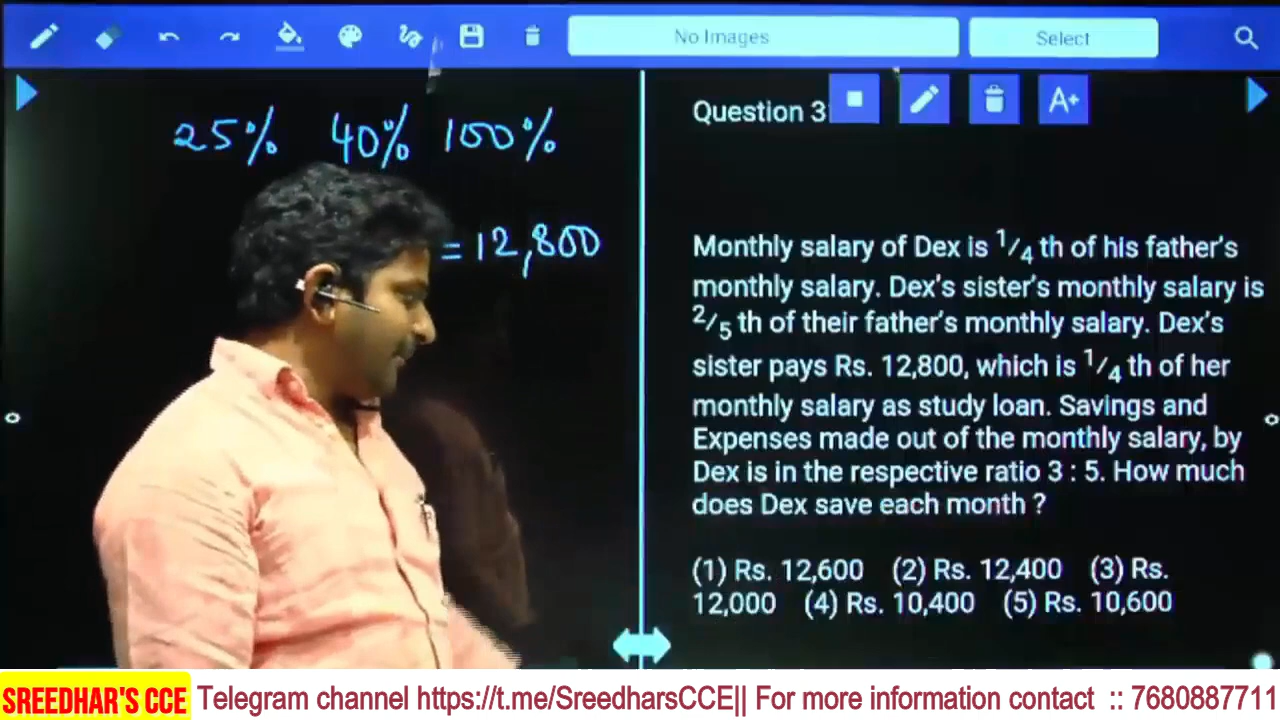 No Images
Select
25% 40% 100%
= 12,800
Question 3
A+
Monthly salary of Dex is 1/4 th of his father's
monthly salary. Dex's sister's monthly salary is
2/5 th of their father's monthly salary. Dex's
sister pays Rs. 12,800, which is 1/4 th of her
monthly salary as study loan. Savings and
Expenses made out of the monthly salary, by
Dex is in the respective ratio 3 : 5. How much
does Dex save each month ?
(1) Rs. 12,600 (2) Rs. 12,400 (3) Rs.
12,000 (4) Rs. 10,400 (5) Rs. 10,600
SREEDHAR'S CCE Telegram channel https://t.me/SreedharsCCE|| For more information contact :: 7680887711